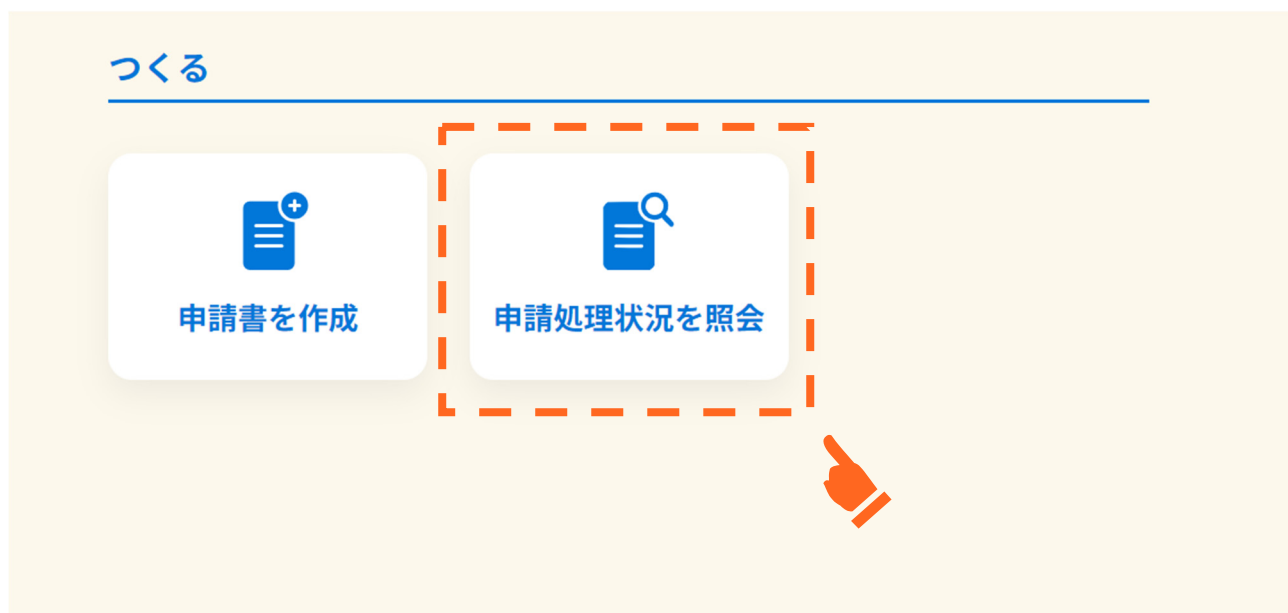 つくる
申請書を作成
申請処理状況を照会